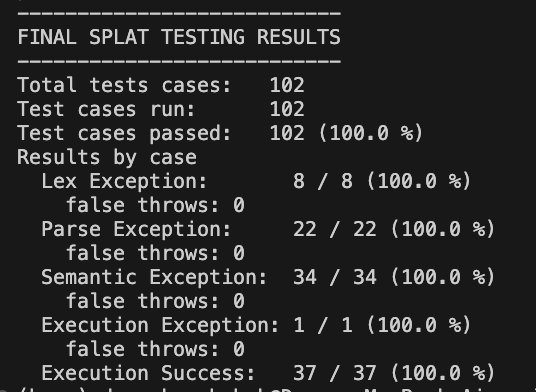 ---------------------------
FINAL SPLAT TESTING RESULTS
---------------------------
Total tests cases:   102
Test cases run:      102
Test cases passed:   102 (100.0 %)
Results by case
  Lex Exception:       8 / 8 (100.0 %)
    false throws: 0
  Parse Exception:     22 / 22 (100.0 %)
    false throws: 0
  Semantic Exception:  34 / 34 (100.0 %)
    false throws: 0
  Execution Exception: 1 / 1 (100.0 %)
    false throws: 0
  Execution Success:   37 / 37 (100.0 %)